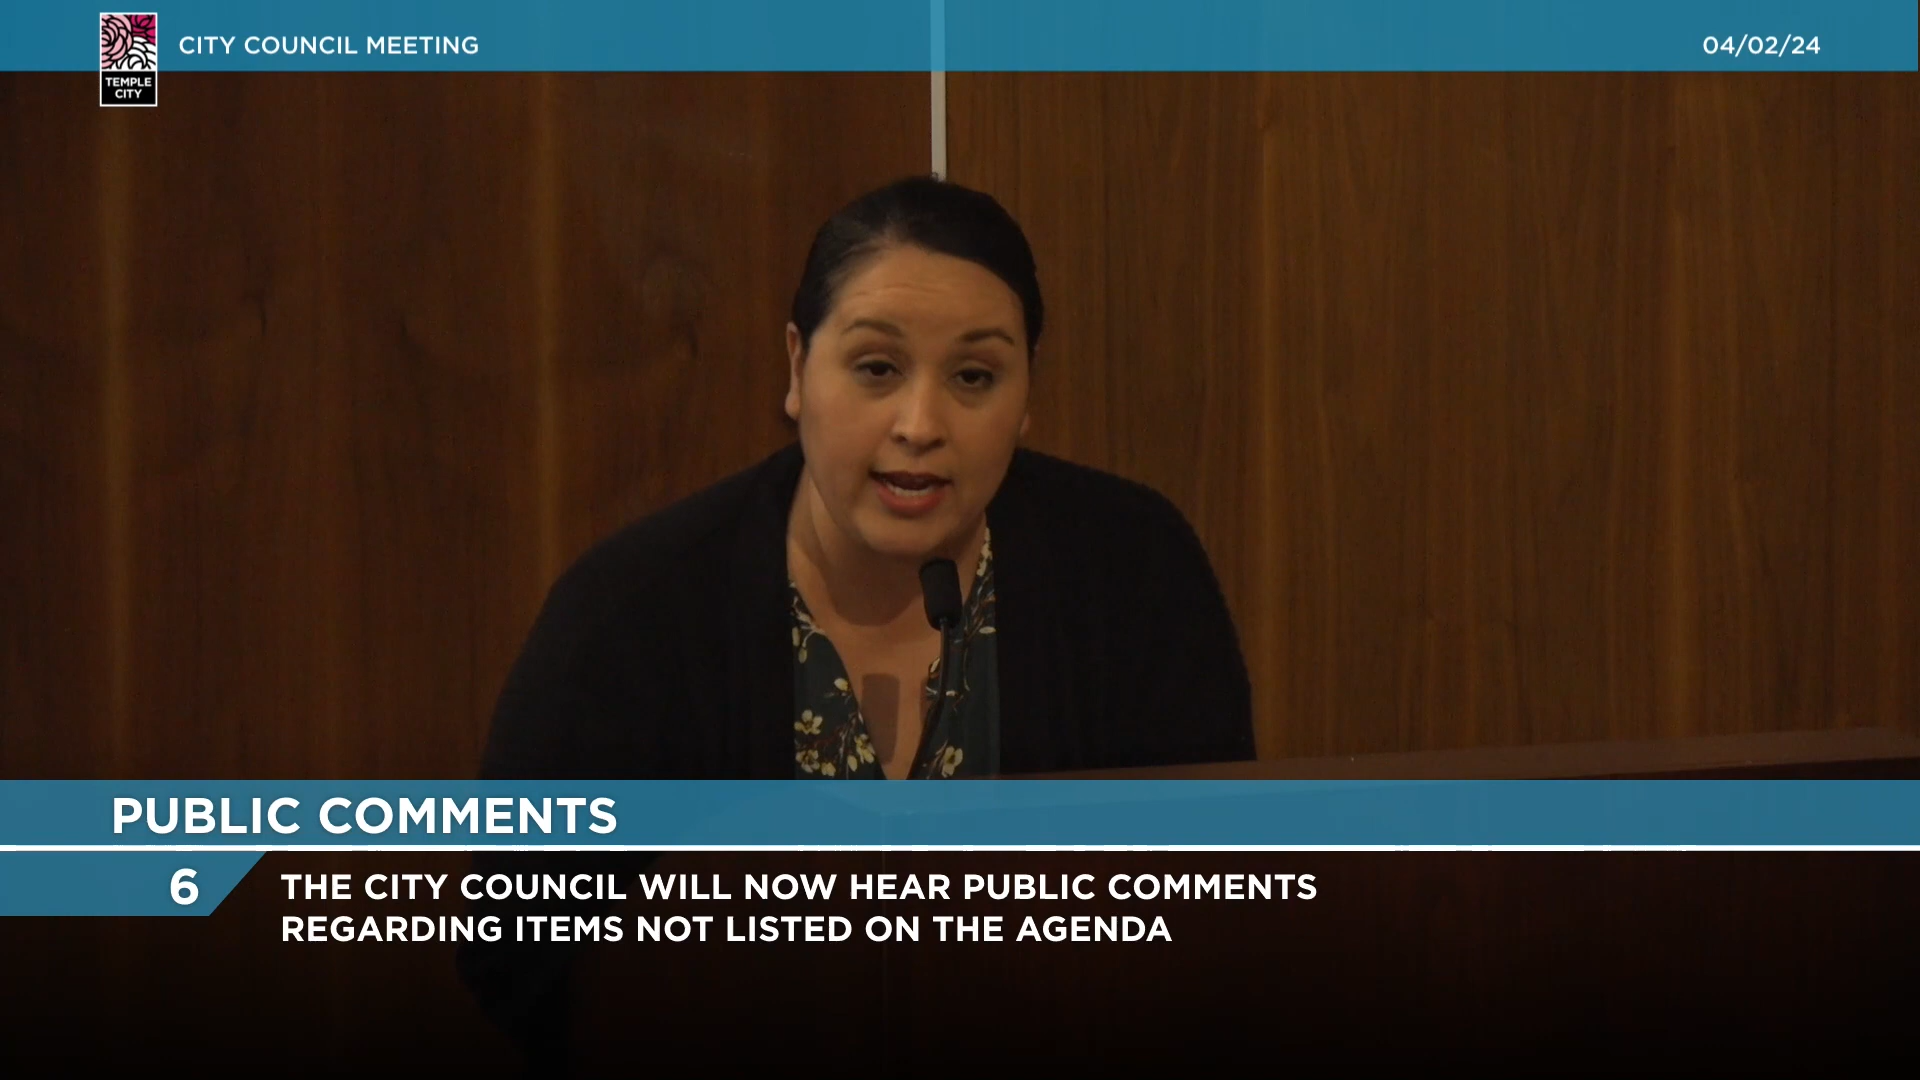 CITY COUNCIL MEETING
04/02/24
TEMPLE
CITY
PUBLIC COMMENTS
6
THE CITY COUNCIL WILL NOW HEAR PUBLIC COMMENTS
REGARDING ITEMS NOT LISTED ON THE AGENDA